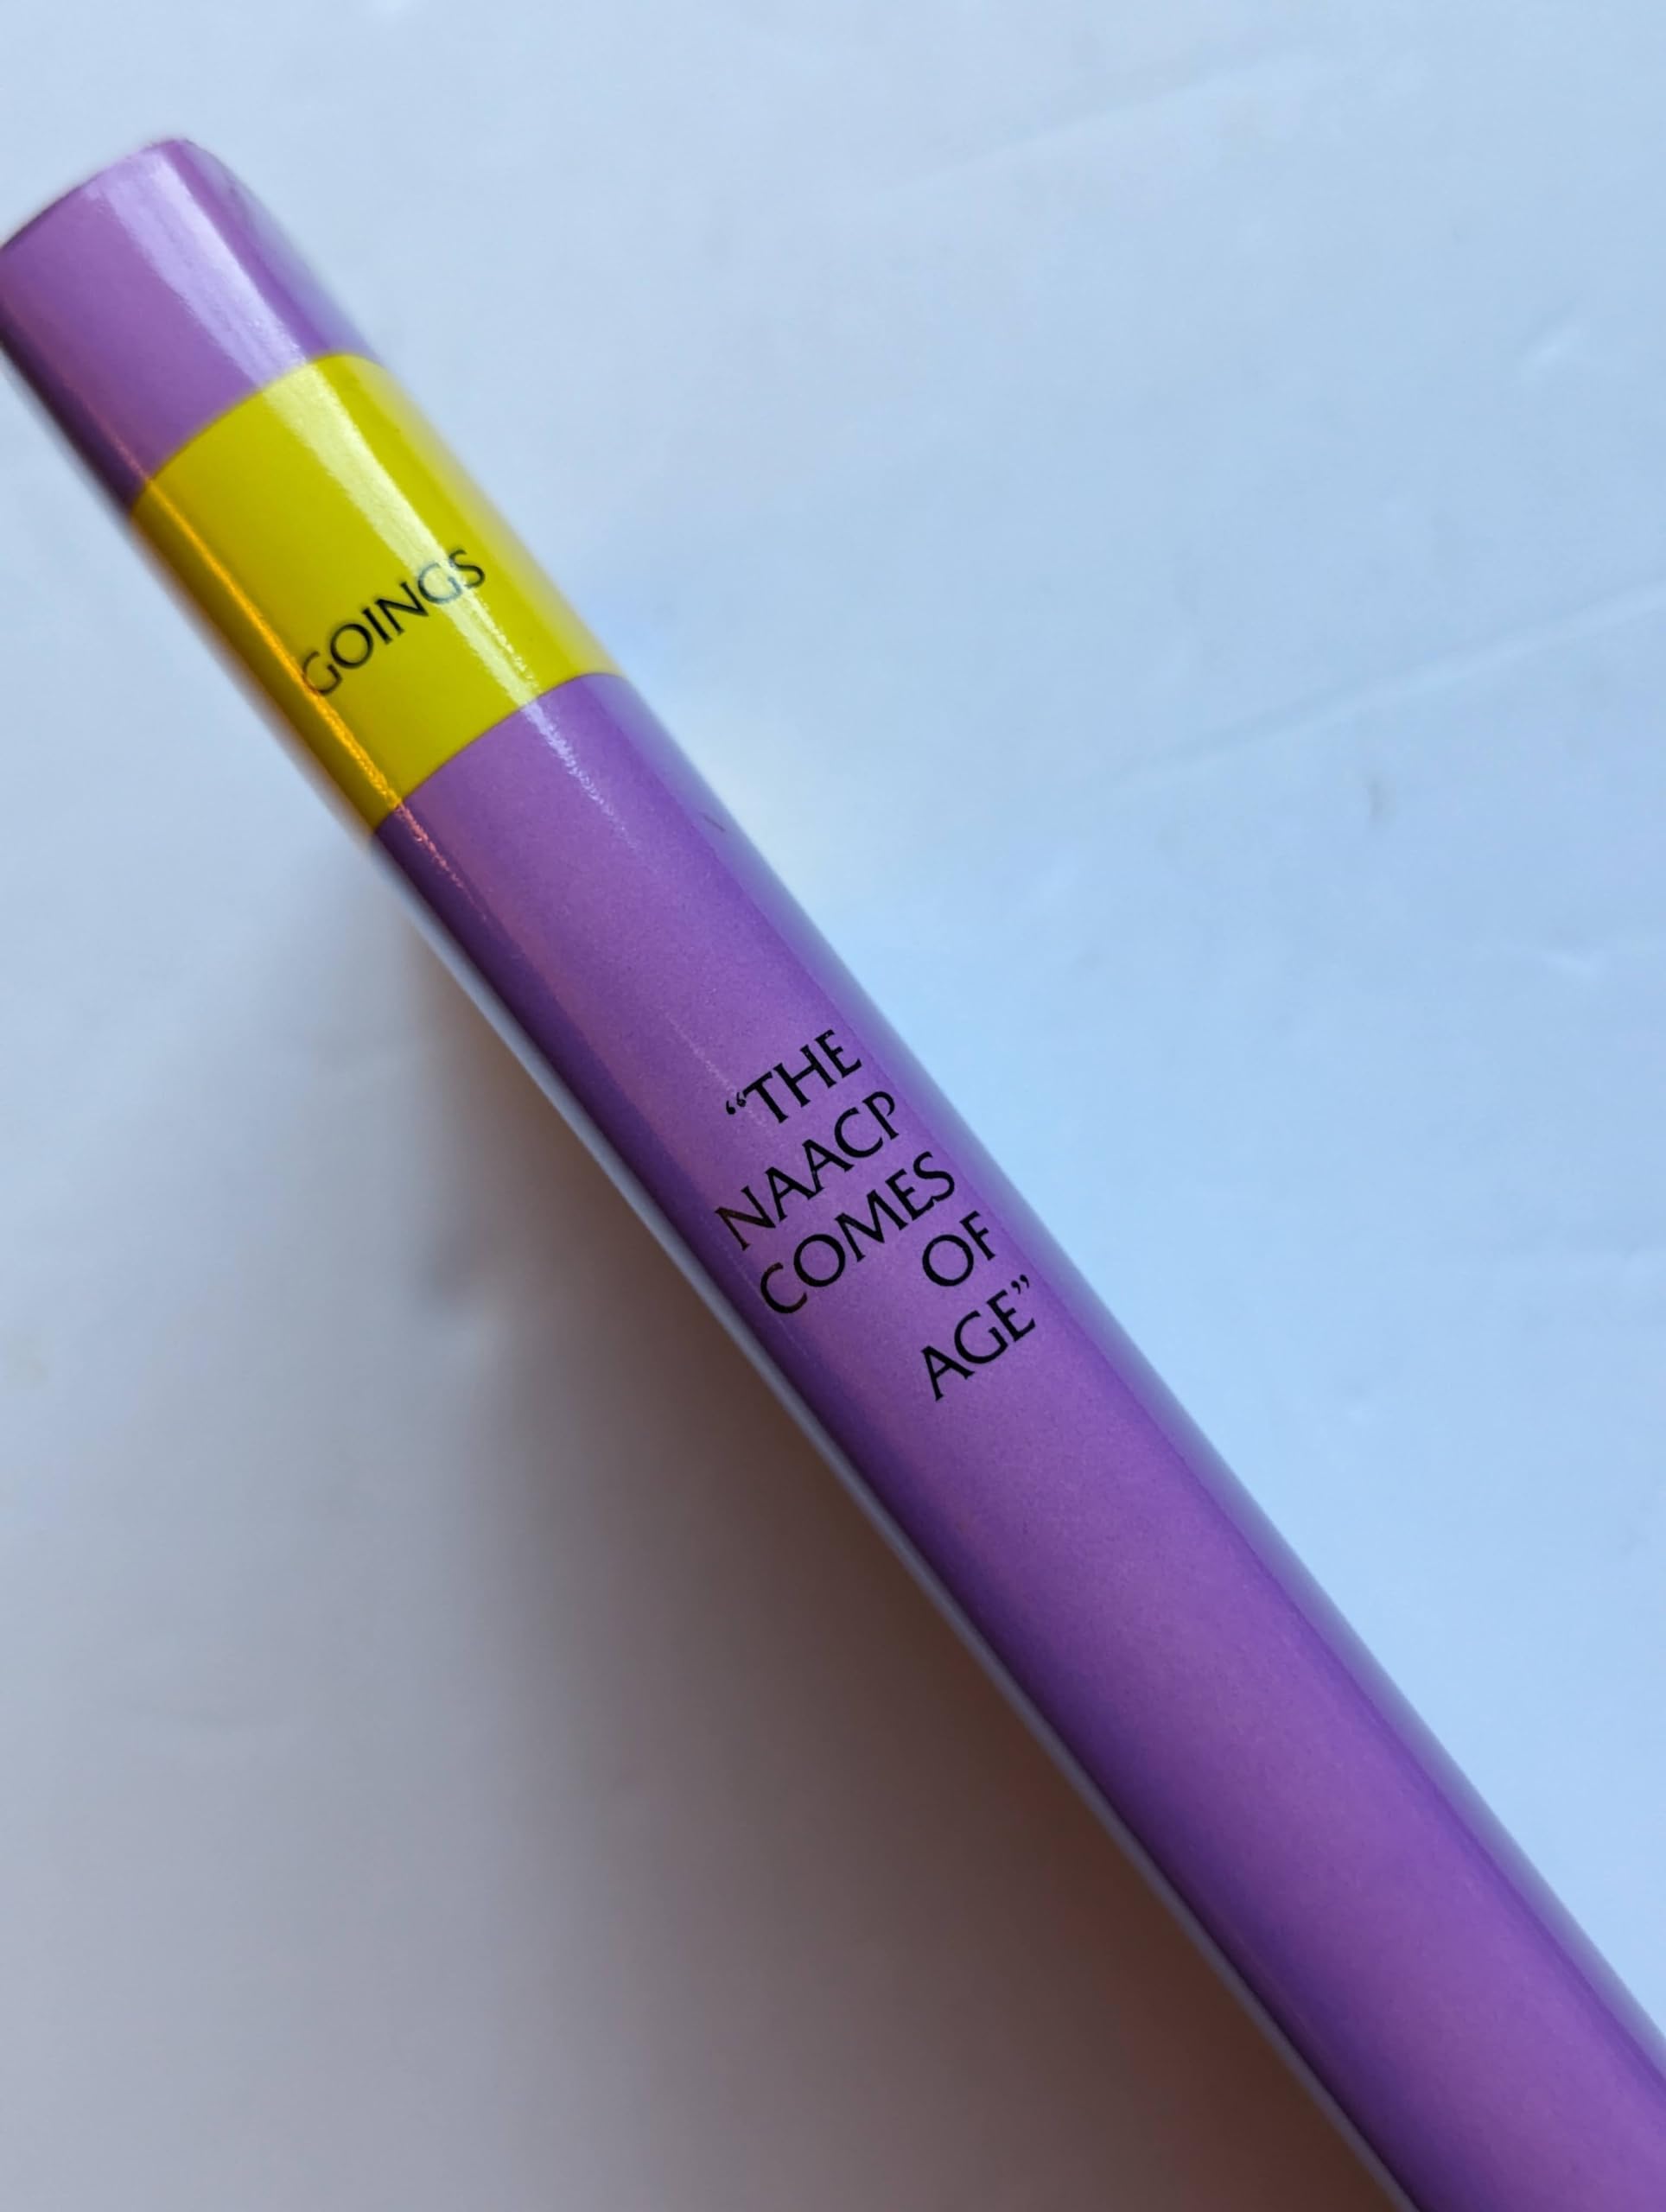 GOINGS
“THE
NAACP
COMES
OF
AGE”